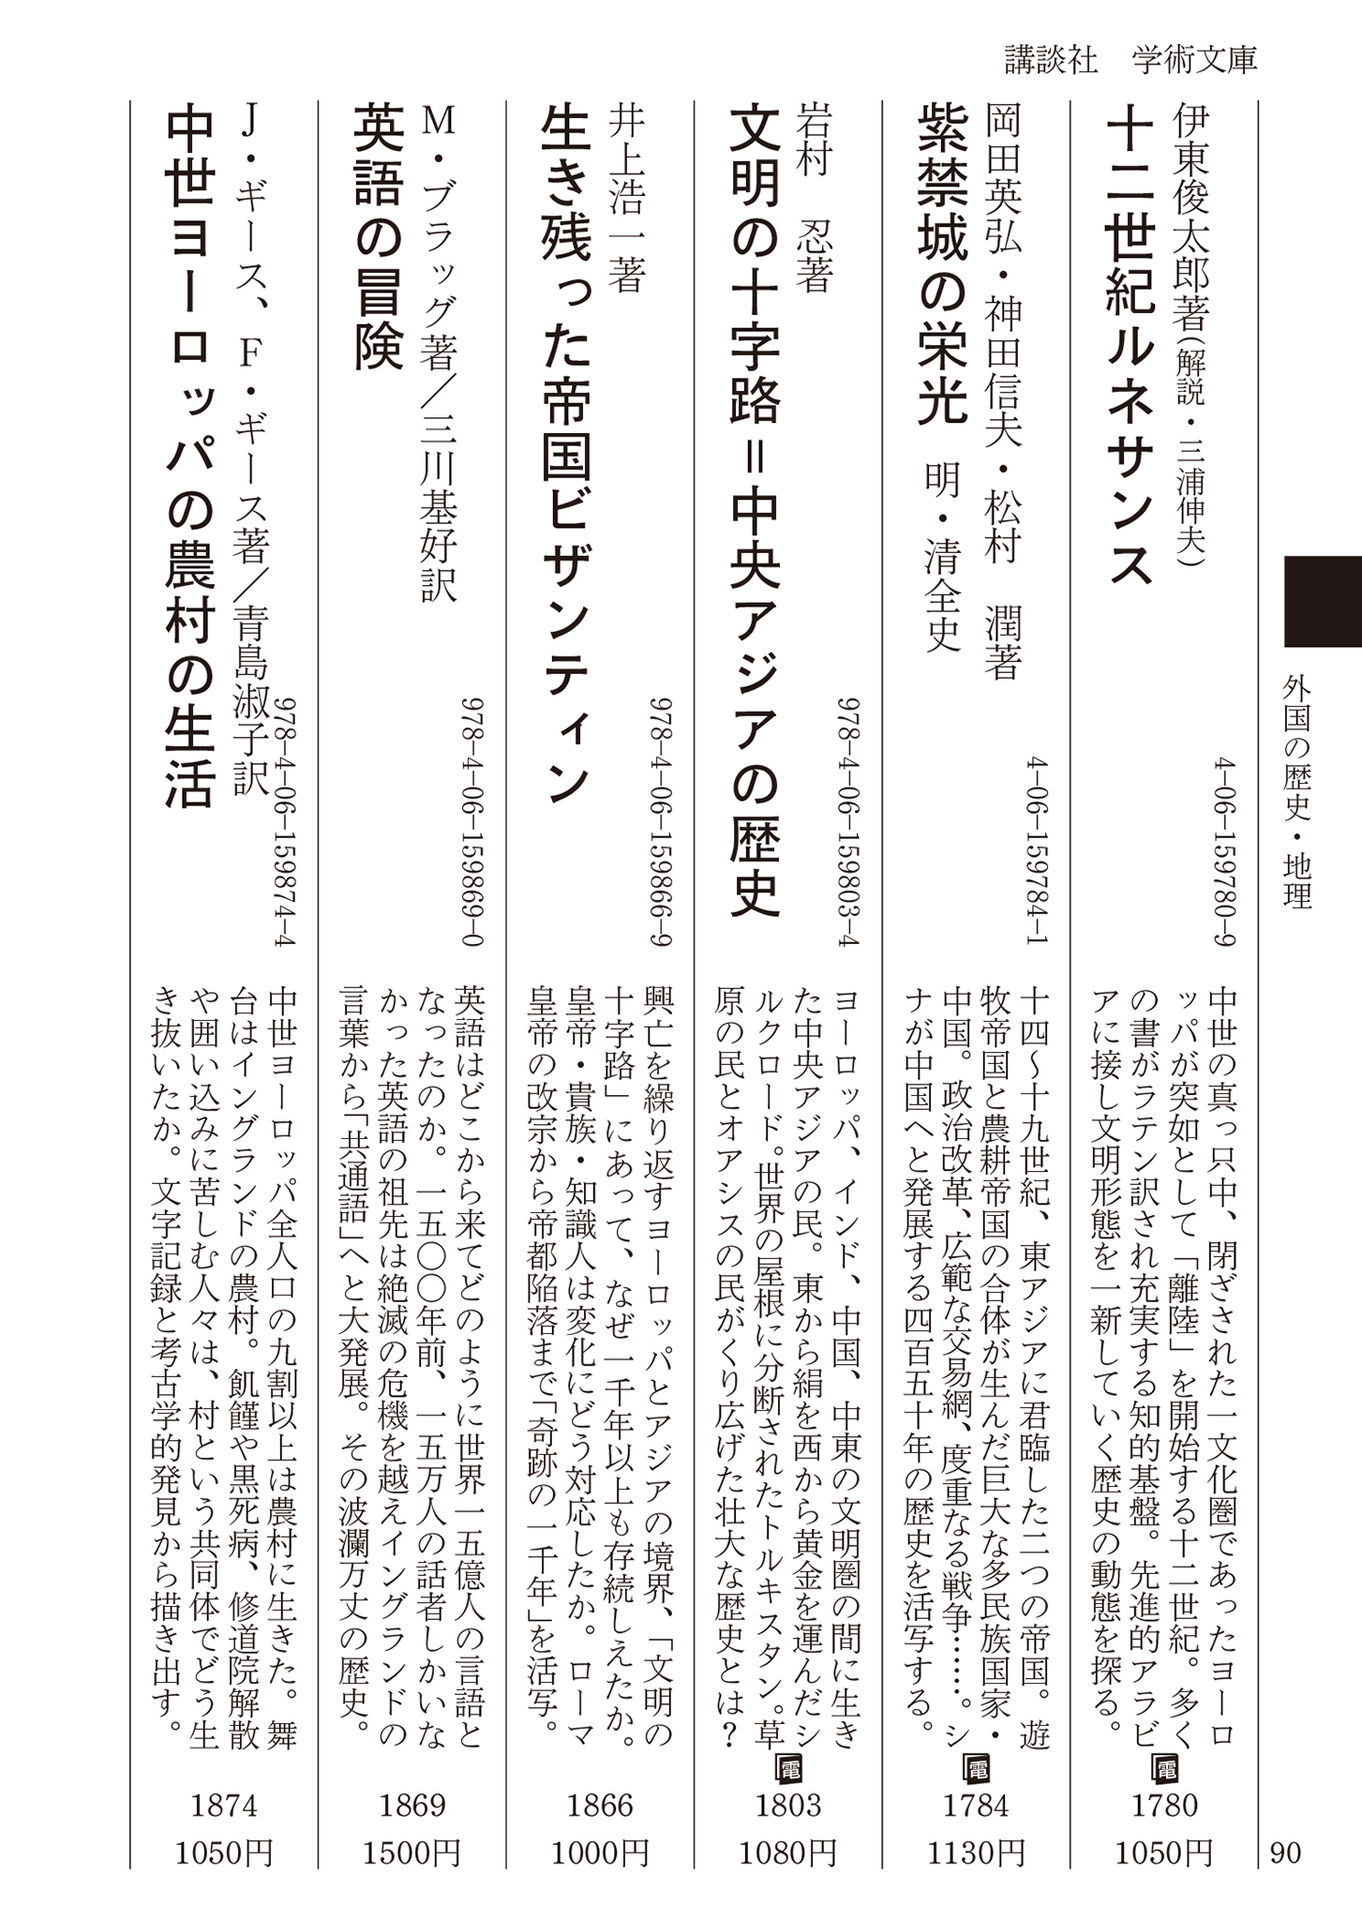 講談社　学術文庫
外国の歴史・地理
90
伊東俊太郎著（解説・三浦伸夫）
十二世紀ルネサンス
4-06-159780-9
中世の真っ只中、閉ざされた一文化圏であったヨーロ
ッパが突如として「離陸」を開始する十二世紀。多く
の書がラテン訳され充実する知的基盤。先進的アラビ
アに接し文明形態を一新していく歴史の動態を探る。
電
1780
1050円
岡田英弘・神田信夫・松村　潤著
紫禁城の栄光　明・清全史
4-06-159784-1
十四〜十九世紀、東アジアに君臨した二つの帝国。遊
牧帝国と農耕帝国の合体が生んだ巨大な多民族国家・
中国。政治改革、広範な交易網、度重なる戦争……。シ
ナが中国へと発展する四百五十年の歴史を活写する。
電
1784
1130円
岩村　忍著
文明の十字路＝中央アジアの歴史
978-4-06-159803-4
ヨーロッパ、インド、中国、中東の文明圏の間に生き
た中央アジアの民。東から絹を西から黄金を運んだシ
ルクロード。世界の屋根に分断されたトルキスタン。草
原の民とオアシスの民がくり広げた壮大な歴史とは？
電
1803
1080円
井上浩一著
生き残った帝国ビザンティン
978-4-06-159866-9
興亡を繰り返すヨーロッパとアジアの境界、「文明の
十字路」にあって、なぜ一千年以上も存続しえたか。
皇帝・貴族・知識人は変化にどう対応したか。ローマ
皇帝の改宗から帝都陥落まで「奇跡の一千年」を活写。
1866
1000円
M・ブラッグ著／三川基好訳
英語の冒険
978-4-06-159869-0
英語はどこから来てどのように世界一五億人の言語と
なったのか。一五〇〇年前、一五万人の話者しかいな
かった英語の祖先は絶滅の危機を越えイングランドの
言葉から「共通語」へと大発展。その波瀾万丈の歴史。
1869
1500円
J・ギース、F・ギース著／青島淑子訳
中世ヨーロッパの農村の生活
978-4-06-159874-4
中世ヨーロッパ全人口の九割以上は農村に生きた。舞
台はイングランドの農村。飢饉や黒死病、修道院解散
や囲い込みに苦しむ人々は、村という共同体でどう生
き抜いたか。文字記録と考古学的発見から描き出す。
1874
1050円